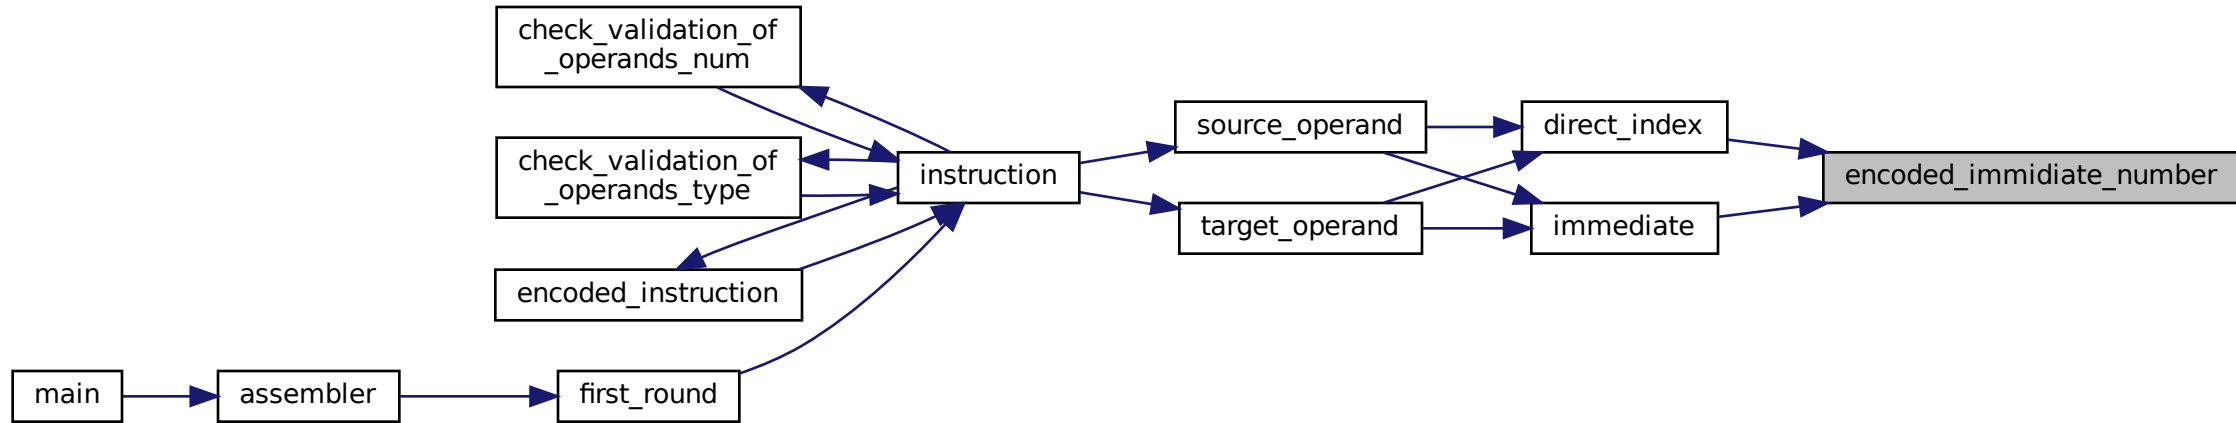 check_validation_of
_operands_num
check_validation_of
_operands_type
encoded_instruction
main
assembler
first_round
instruction
source_operand
target_operand
direct_index
immediate
encoded_immidiate_number